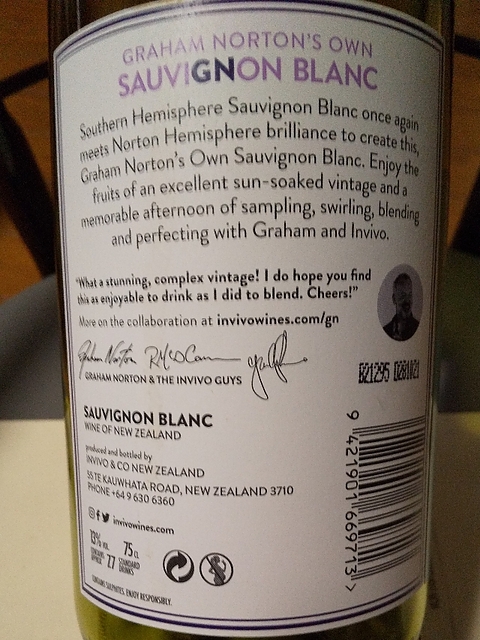 GRAHAM NORTON'S OWN
SAUVIGNON BLANC
Southern Hemisphere Sauvignon Blanc once again
meets Norton Hemisphere brilliance to create this,
Graham Norton's Own Sauvignon Blanc. Enjoy the
fruits of an excellent sun-soaked vintage and a
memorable afternoon of sampling, swirling, blending
and perfecting with Graham and Invivo.
"What a stunning, complex vintage! I do hope you find
this as enjoyable to drink as I did to blend. Cheers!"
More on the collaboration at invivowines.com/gn
Graham Norton
GRAHAM NORTON & THE INVIVO GUYS
SAUVIGNON BLANC
WINE OF NEW ZEALAND
produced and bottled by
INVIVO & CO NEW ZEALAND
55 TE KAUWHATA ROAD, NEW ZEALAND 3710
PHONE +64 9 630 6360
invivowines.com
13% VOL 75 CL
CONTAINS APPROX 7.7 STANDARD DRINKS
CONTAINS SULPHITES. ENJOY RESPONSIBLY.
9 421901 669713 >